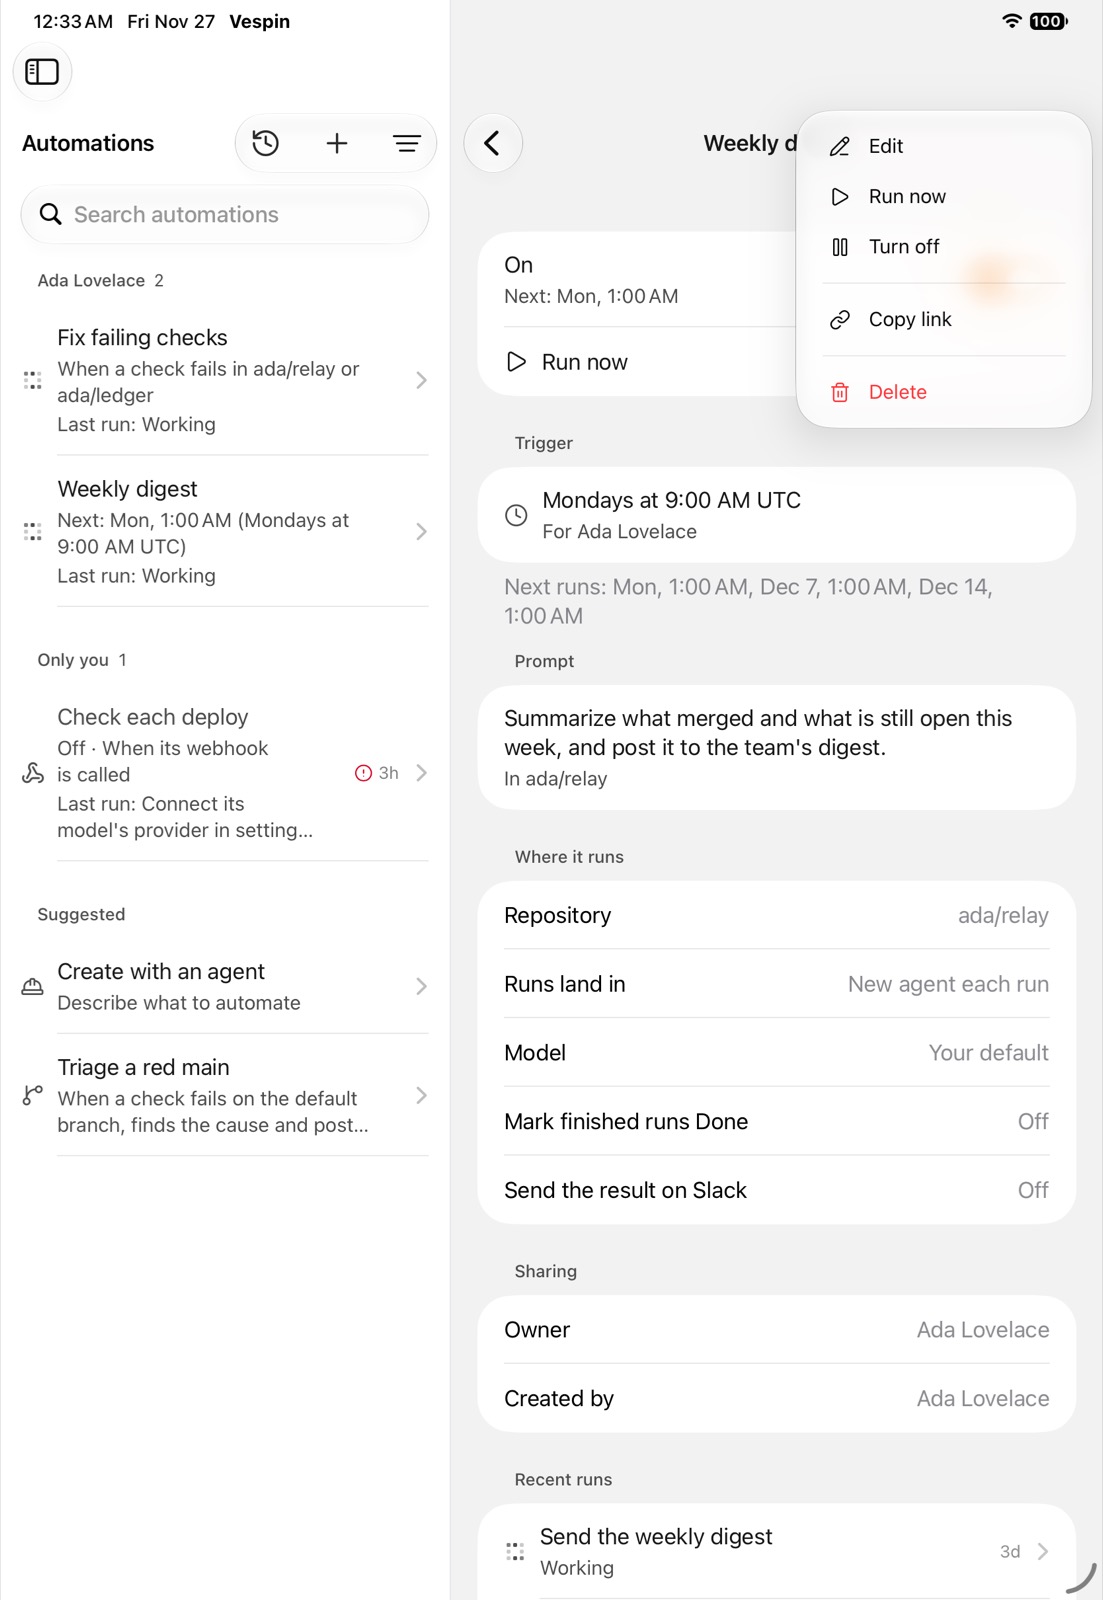 12:33 AM Fri Nov 27 Vespin
100
Automations
Search automations
Ada Lovelace 2
Fix failing checks
When a check fails in ada/relay or
ada/ledger
Last run: Working
Weekly digest
Next: Mon, 1:00 AM (Mondays at
9:00 AM UTC)
Last run: Working
Only you 1
Check each deploy
Off · When its webhook
is called
3h
Last run: Connect its
model's provider in setting...
Suggested
Create with an agent
Describe what to automate
Triage a red main
When a check fails on the default
branch, finds the cause and post...
Weekly d
Edit
Run now
Turn off
Copy link
Delete
On
Next: Mon, 1:00 AM
Run now
Trigger
Mondays at 9:00 AM UTC
For Ada Lovelace
Next runs: Mon, 1:00 AM, Dec 7, 1:00 AM, Dec 14,
1:00 AM
Prompt
Summarize what merged and what is still open this
week, and post it to the team's digest.
In ada/relay
Where it runs
Repository ada/relay
Runs land in New agent each run
Model Your default
Mark finished runs Done Off
Send the result on Slack Off
Sharing
Owner Ada Lovelace
Created by Ada Lovelace
Recent runs
Send the weekly digest
Working
3d